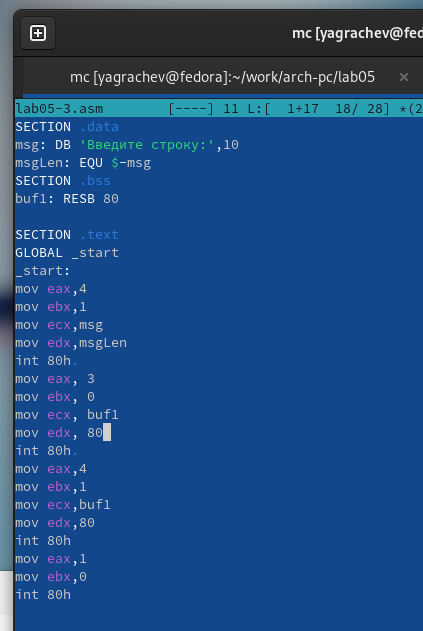 mc [yagrachev@fed
mc [yagrachev@fedora]:~/work/arch-pc/lab05 ×
lab05-3.asm [----] 11 L:[ 1+17 18/ 28] *(2
SECTION .data
msg: DB 'Введите строку:',10
msgLen: EQU $-msg
SECTION .bss
buf1: RESB 80
SECTION .text
GLOBAL _start
_start:
mov eax,4
mov ebx,1
mov ecx,msg
mov edx,msgLen
int 80h.
mov eax, 3
mov ebx, 0
mov ecx, buf1
mov edx, 80
int 80h.
mov eax,4
mov ebx,1
mov ecx,buf1
mov edx,80
int 80h
mov eax,1
mov ebx,0
int 80h